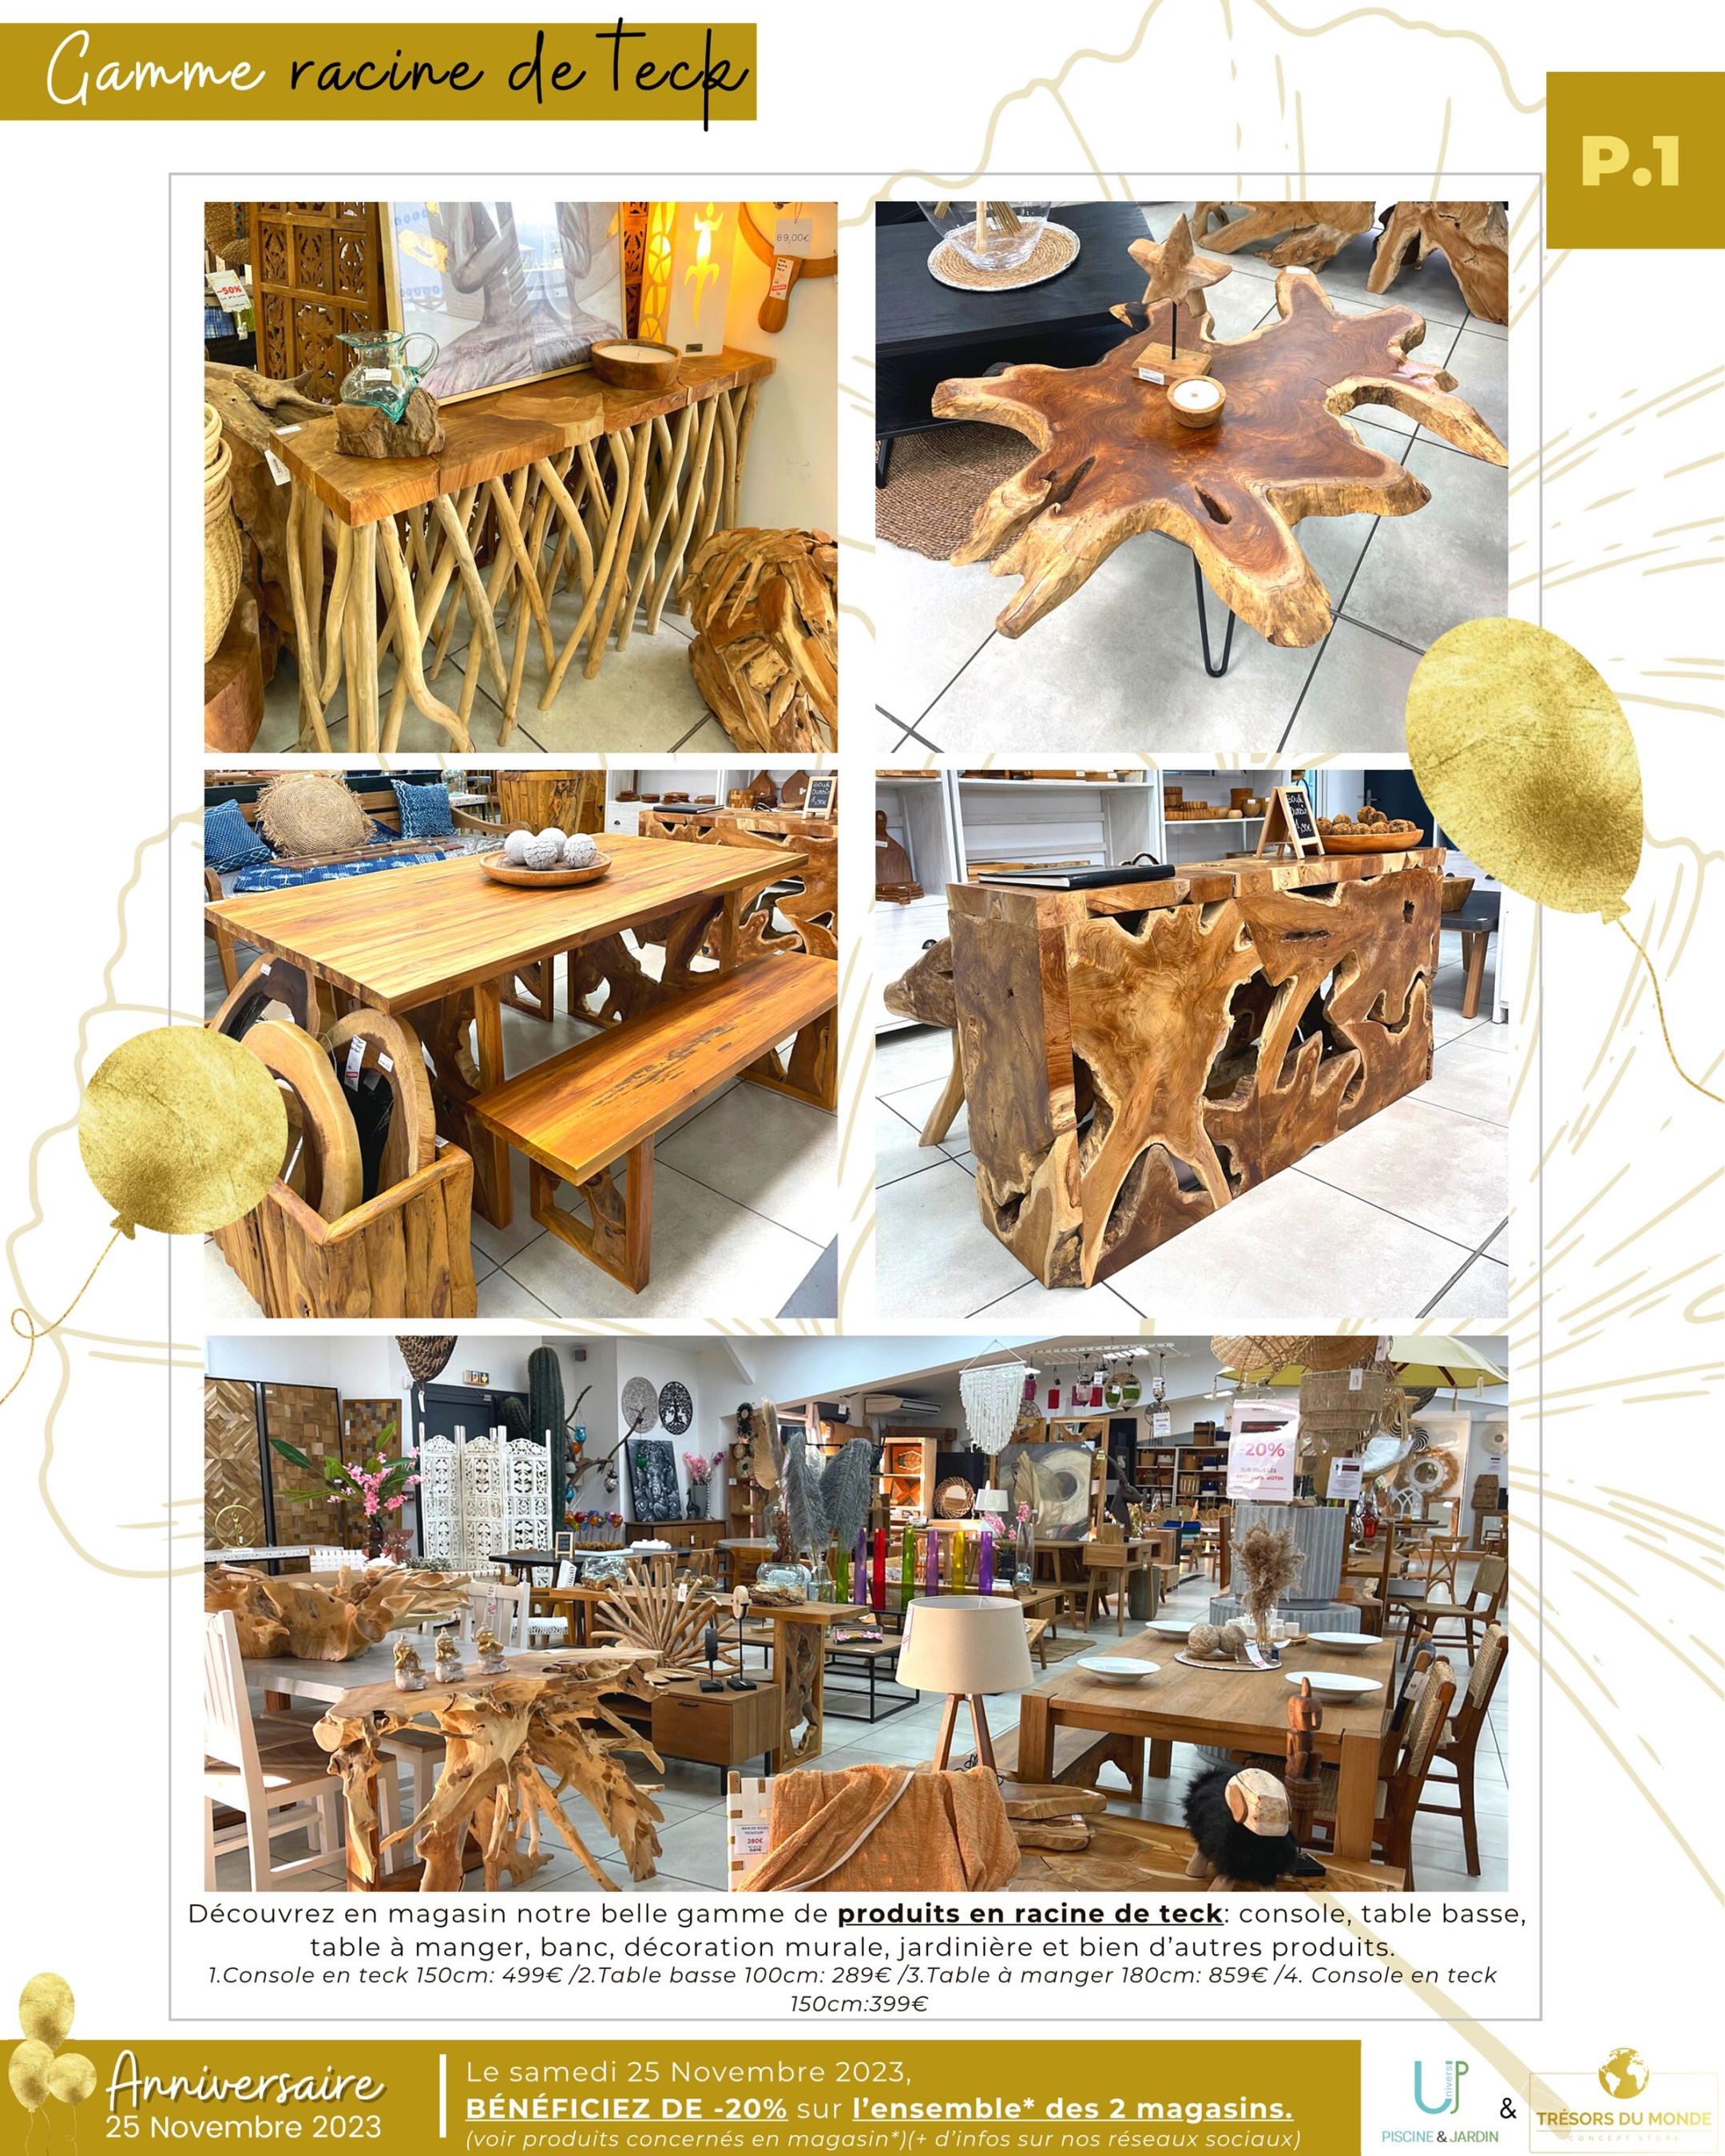 Gamme racine de Teck
P.1
89,00€
-50%
-20%
SUR TOUS LES
280€
Découvrez en magasin notre belle gamme de produits en racine de teck: console, table basse,
table à manger, banc, décoration murale, jardinière et bien d'autres produits.
1.Console en teck 150cm: 499€ /2.Table basse 100cm: 289€ /3.Table à manger 180cm: 859€ /4. Console en teck
150cm:399€
Anniversaire
25 Novembre 2023
Le samedi 25 Novembre 2023,
BÉNÉFICIEZ DE -20% sur l'ensemble* des 2 magasins.
(voir produits concernés en magasin*)(+ d'infos sur nos réseaux sociaux)
Univers UP
PISCINE & JARDIN
&
TRÉSORS DU MONDE
CONCEPT STORE